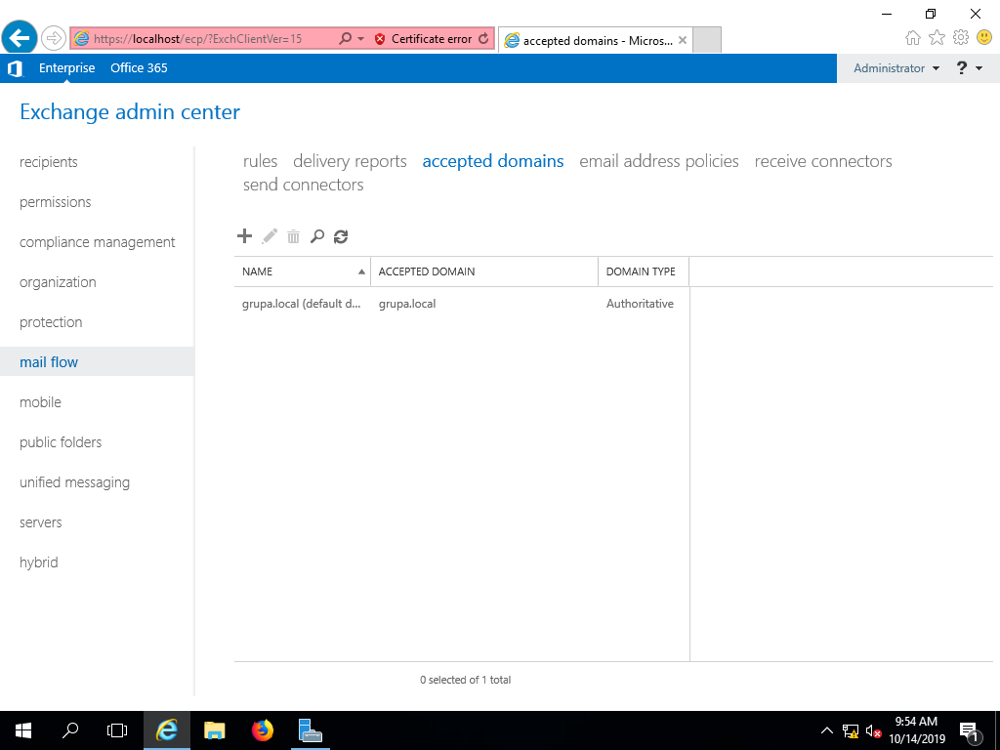 https://localhost/ecp/?ExchClientVer=15
Certificate error
accepted domains - Micros...
Enterprise
Office 365
Administrator
?
Exchange admin center
recipients
permissions
compliance management
organization
protection
mail flow
mobile
public folders
unified messaging
servers
hybrid
rules delivery reports accepted domains email address policies receive connectors
send connectors
NAME ACCEPTED DOMAIN DOMAIN TYPE
grupa.local (default d... grupa.local Authoritative
0 selected of 1 total
9:54 AM
10/14/2019
1